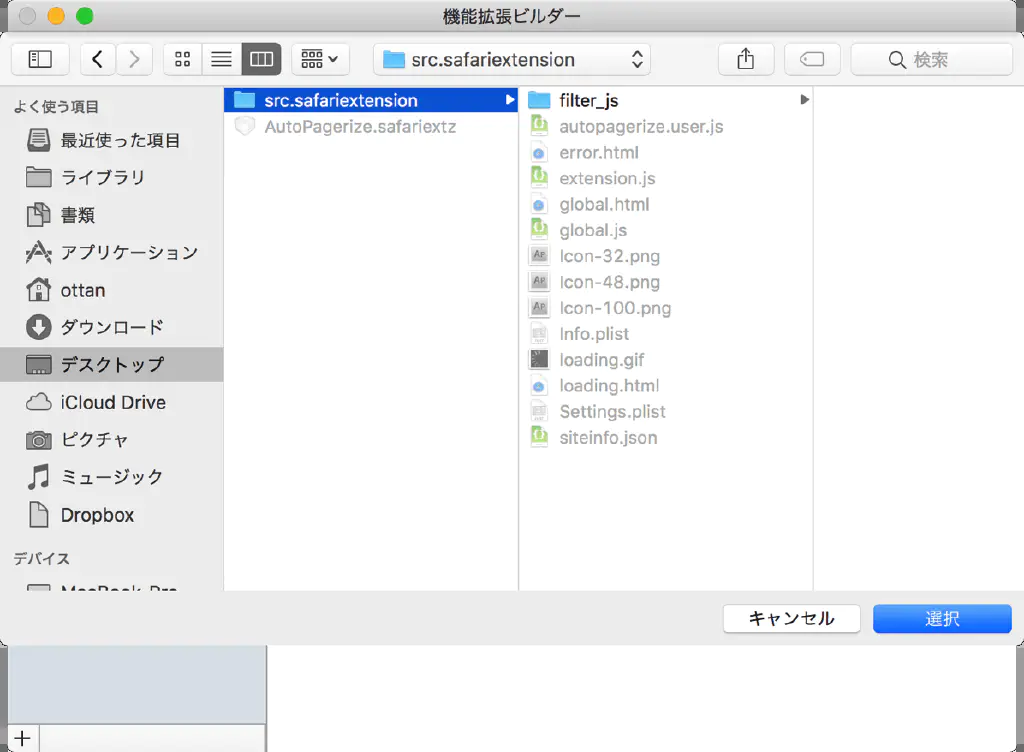 機能拡張ビルダー
src.safariextension
検索
よく使う項目
最近使った項目
ライブラリ
書類
アプリケーション
ottan
ダウンロード
デスクトップ
iCloud Drive
ピクチャ
ミュージック
Dropbox
デバイス
src.safariextension
AutoPagerize.safariextz
filter_js
autopagerize.user.js
error.html
extension.js
global.html
global.js
Icon-32.png
Icon-48.png
Icon-100.png
Info.plist
loading.gif
loading.html
Settings.plist
siteinfo.json
キャンセル
選択